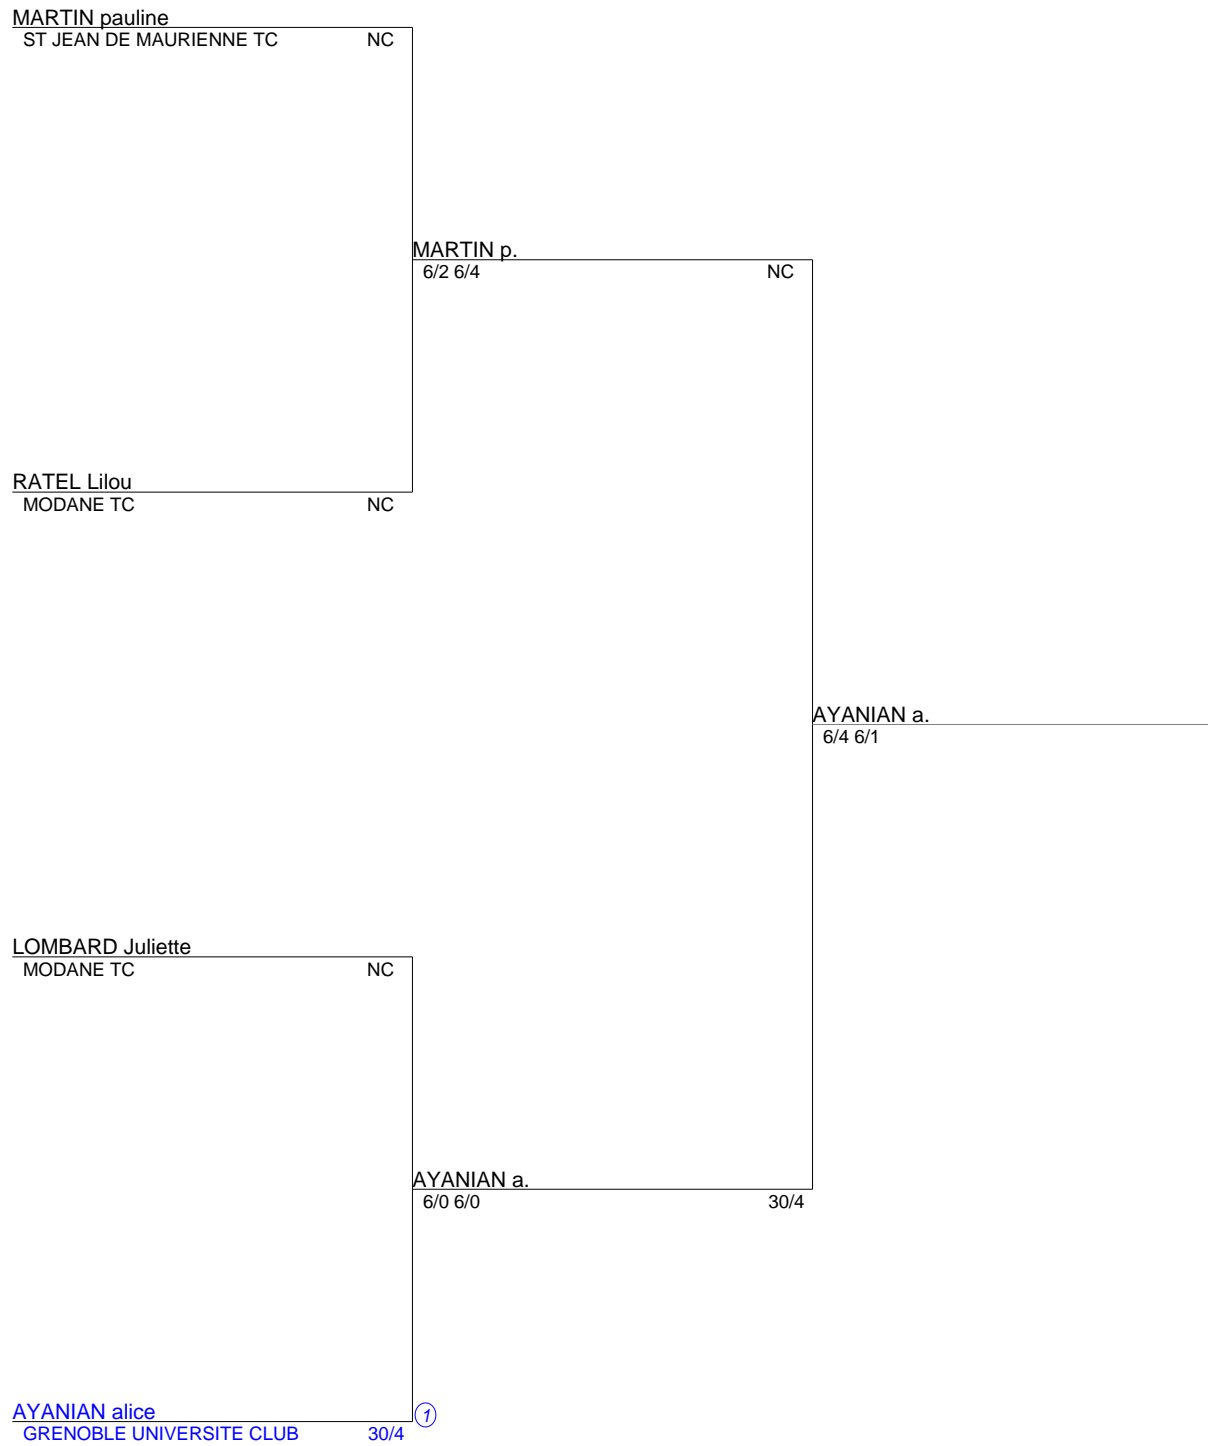 MARTIN pauline
ST JEAN DE MAURIENNE TC NC
MARTIN p.
6/2 6/4 NC
RATEL Lilou
MODANE TC NC
AYANIAN a.
6/4 6/1
LOMBARD Juliette
MODANE TC NC
AYANIAN a.
6/0 6/0 30/4
AYANIAN alice 1
GRENOBLE UNIVERSITE CLUB 30/4